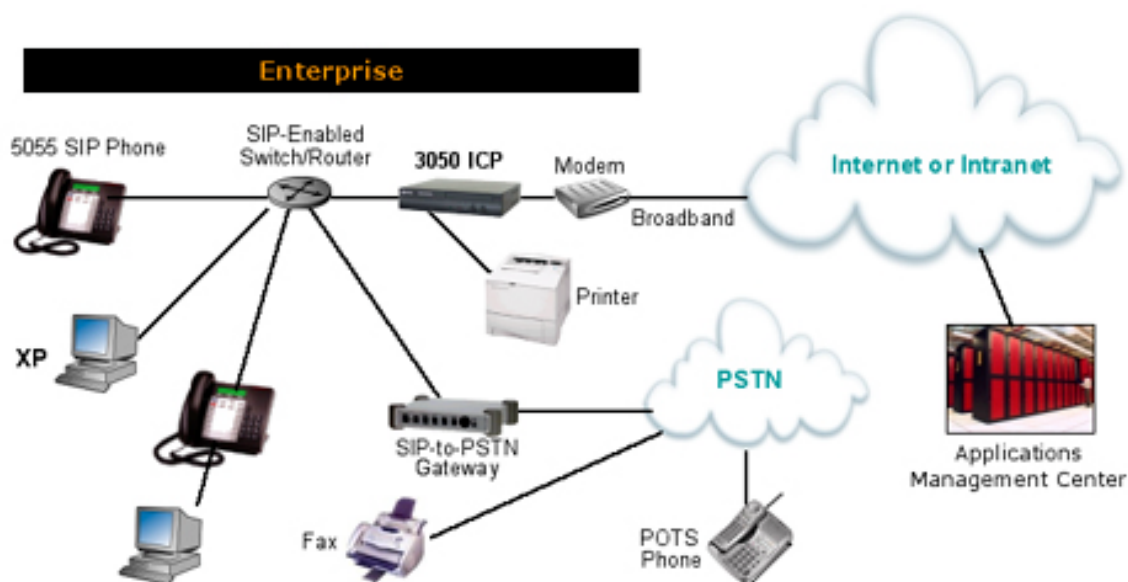 Enterprise
5055 SIP Phone
SIP-Enabled
Switch/Router
3050 ICP
Modem
Broadband
Internet or Intranet
Printer
XP
PSTN
SIP-to-PSTN
Gateway
Applications
Management Center
Fax
POTS
Phone